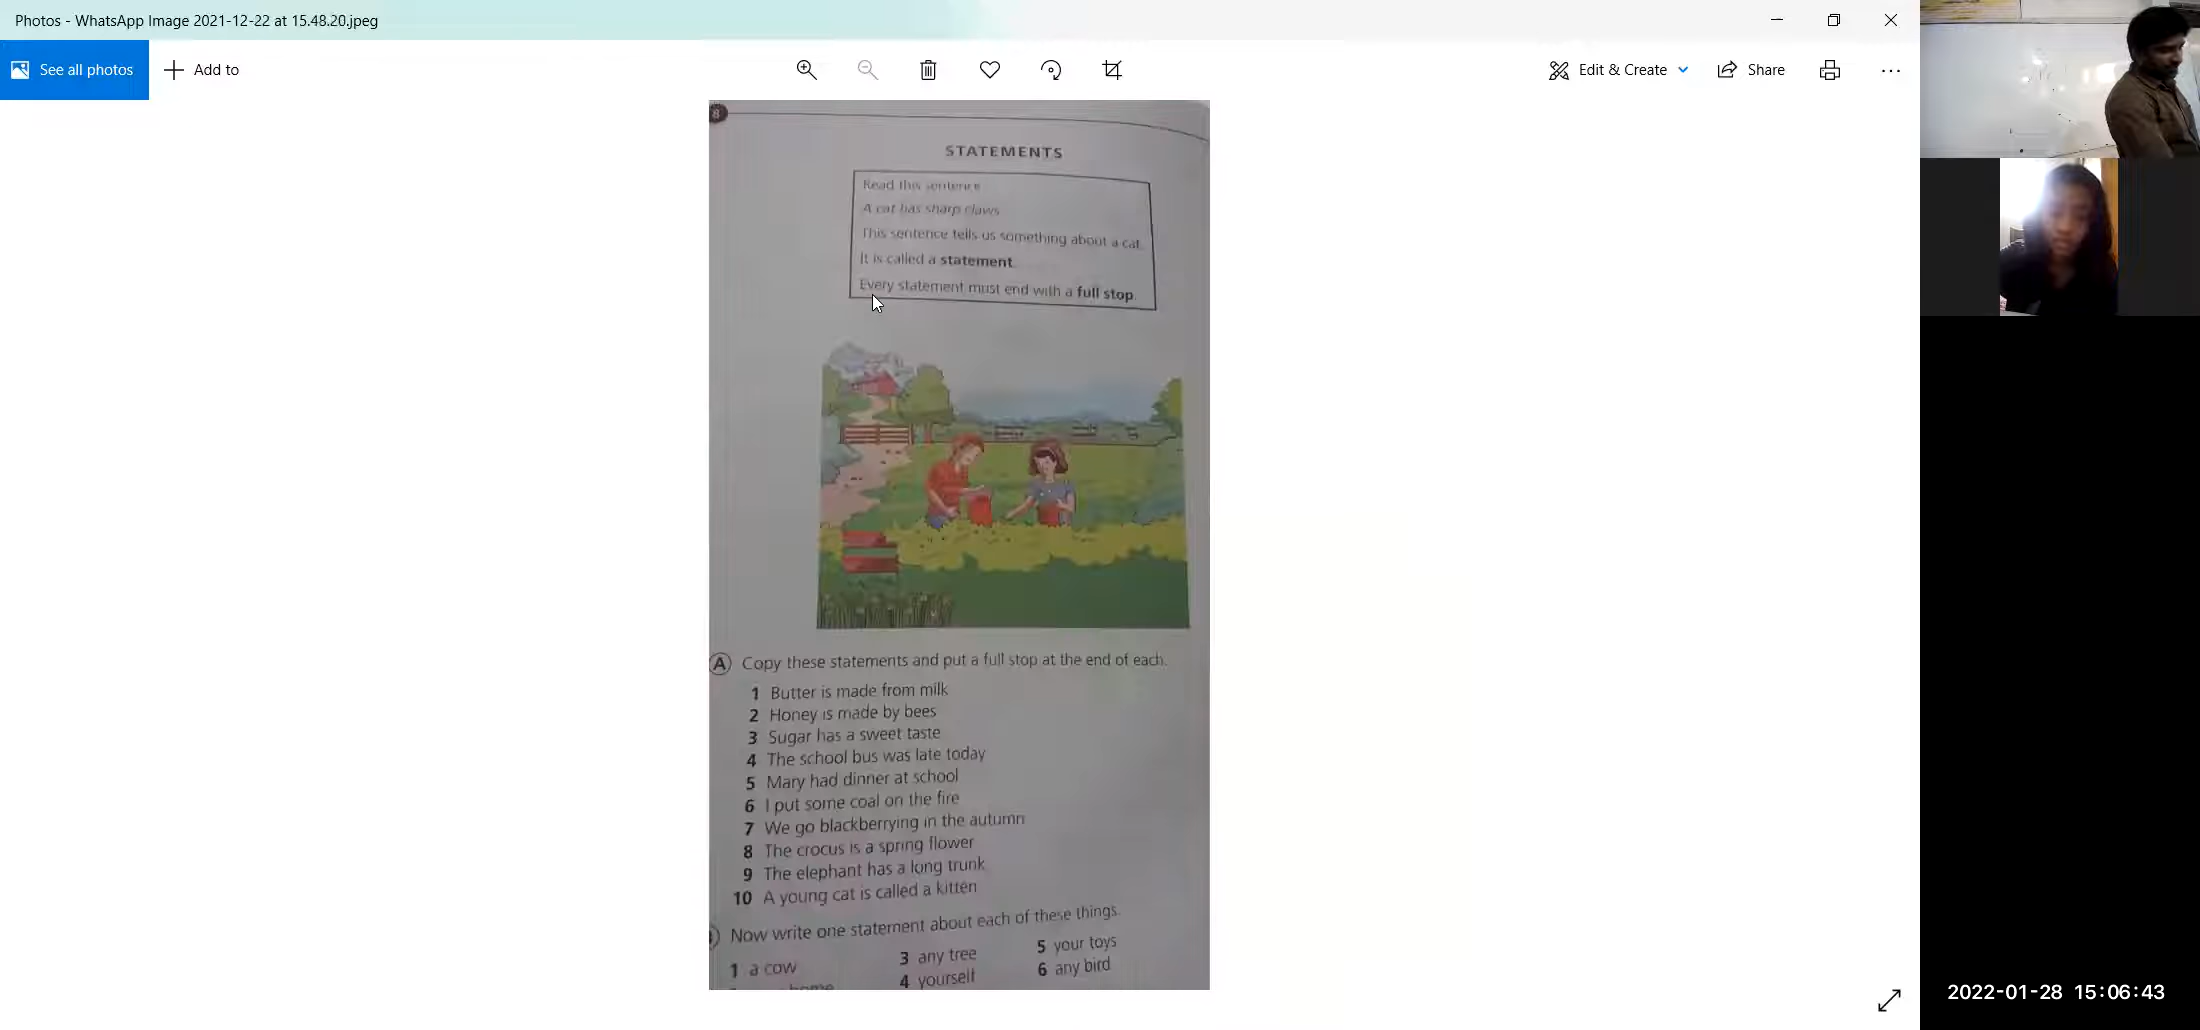 Photos - WhatsApp Image 2021-12-22 at 15.48.20.jpeg
See all photos
Add to
Edit & Create
Share
8
STATEMENTS
Read this sentence
A cat has sharp claws
This sentence tells us something about a cat.
It is called a statement.
Every statement must end with a full stop.
A Copy these statements and put a full stop at the end of each.
1 Butter is made from milk
2 Honey is made by bees
3 Sugar has a sweet taste
4 The school bus was late today
5 Mary had dinner at school
6 I put some coal on the fire
7 We go blackberrying in the autumn
8 The crocus is a spring flower
9 The elephant has a long trunk
10 A young cat is called a kitten
Now write one statement about each of these things.
1 a cow
home
3 any tree
4 yourself
5 your toys
6 any bird
2022-01-28 15:06:43